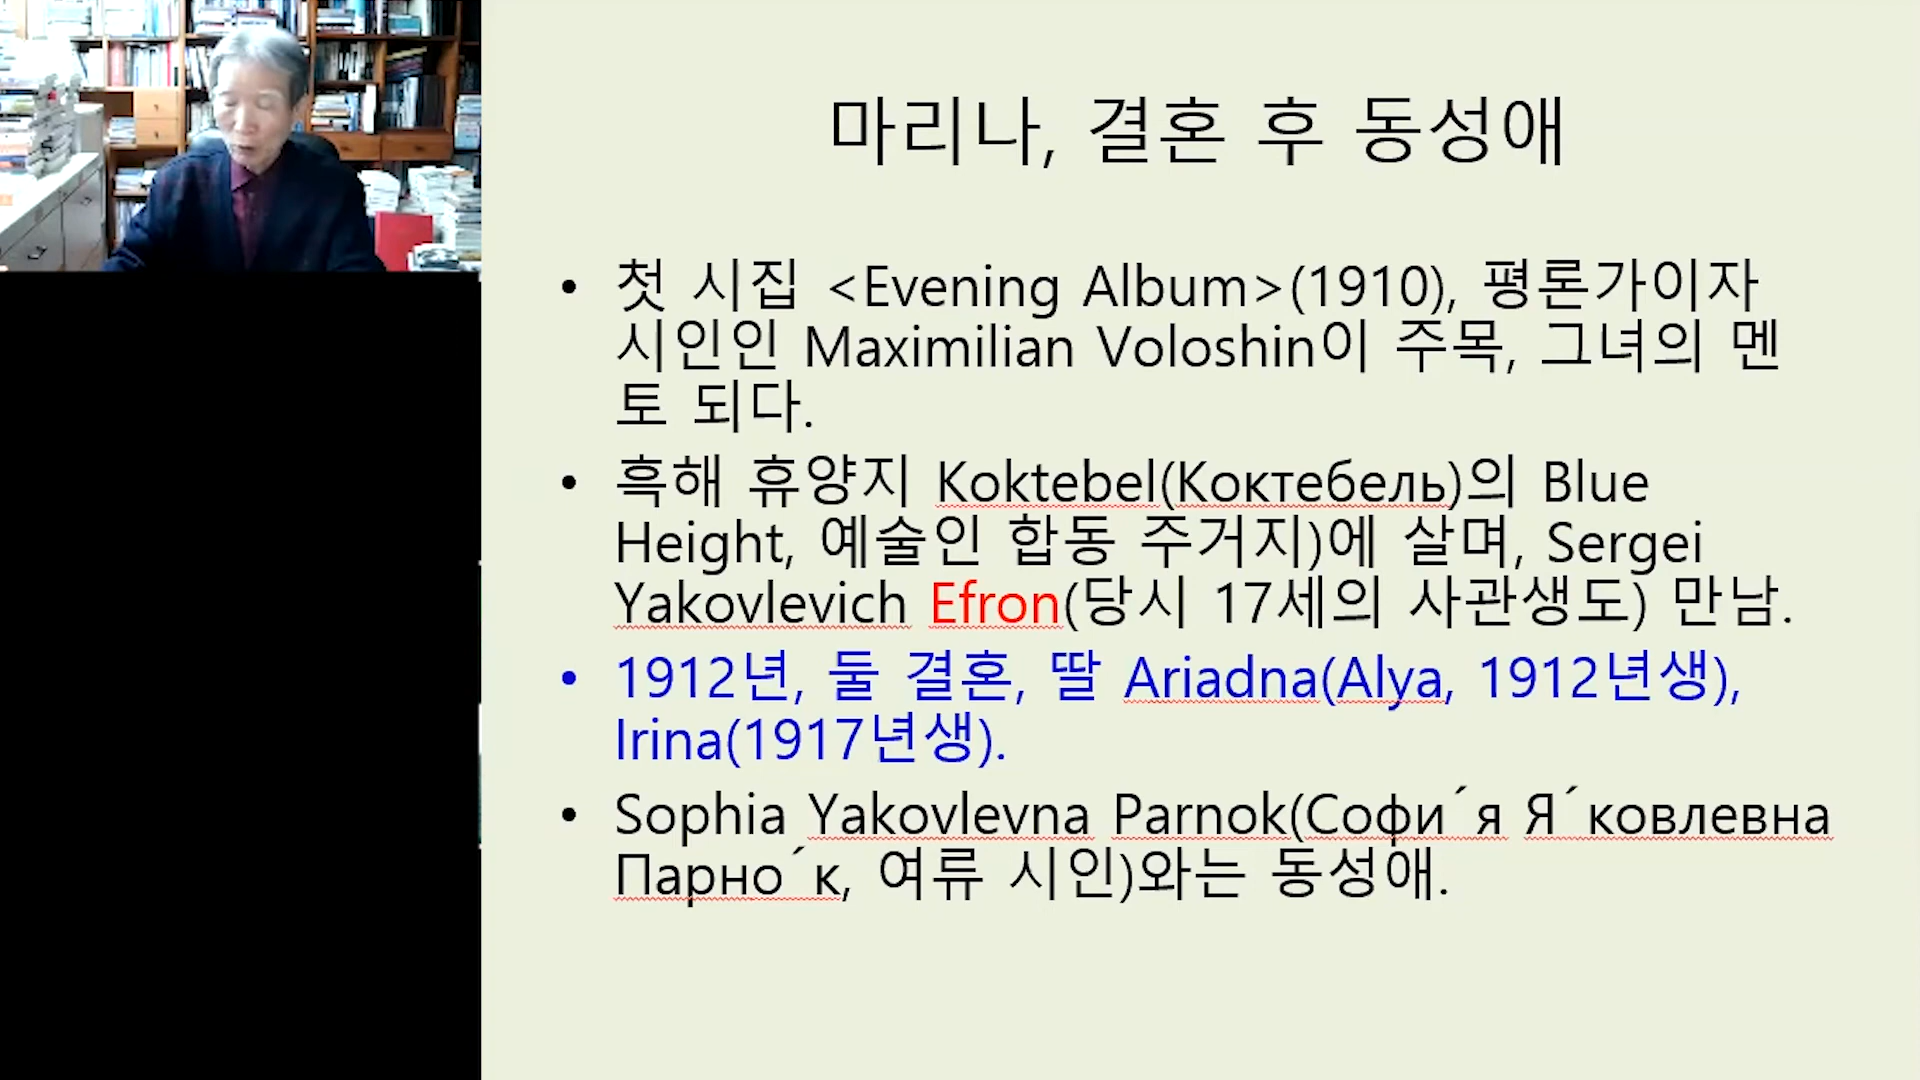 마리나, 결혼 후 동성애
• 첫 시집 <Evening Album>(1910), 평론가이자
시인인 Maximilian Voloshin이 주목, 그녀의 멘
토 되다.
• 흑해 휴양지 Koktebel(Коктебель)의 Blue
Height, 예술인 합동 주거지)에 살며, Sergei
Yakovlevich Efron(당시 17세의 사관생도) 만남.
• 1912년, 둘 결혼, 딸 Ariadna(Alya, 1912년생),
Irina(1917년생).
• Sophia Yakovlevna Parnok(Софи´я Я´ковлевна
Парно´к, 여류 시인)와는 동성애.